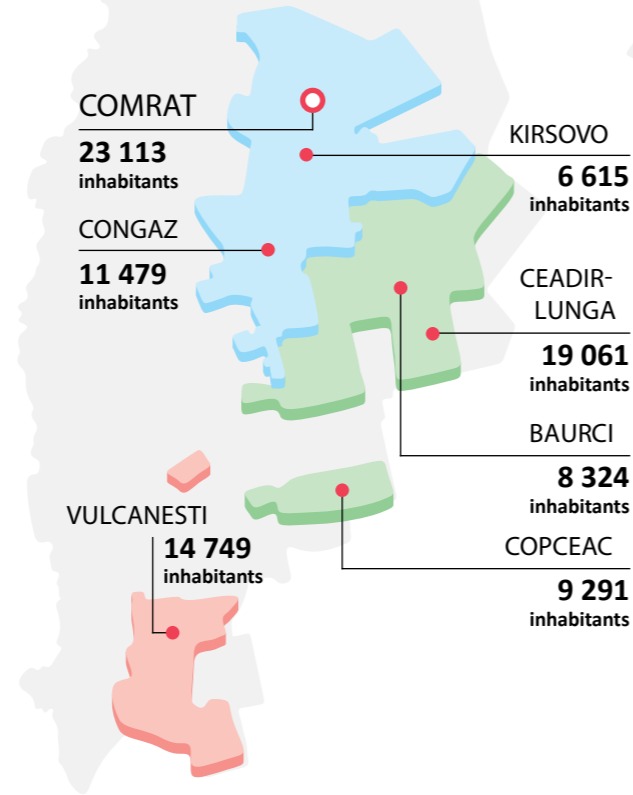 COMRAT
23 113
inhabitants
KIRSOVO
6 615
inhabitants
CONGAZ
11 479
inhabitants
CEADIR-
LUNGA
19 061
inhabitants
BAURCI
8 324
inhabitants
VULCANESTI
14 749
inhabitants
COPCEAC
9 291
inhabitants